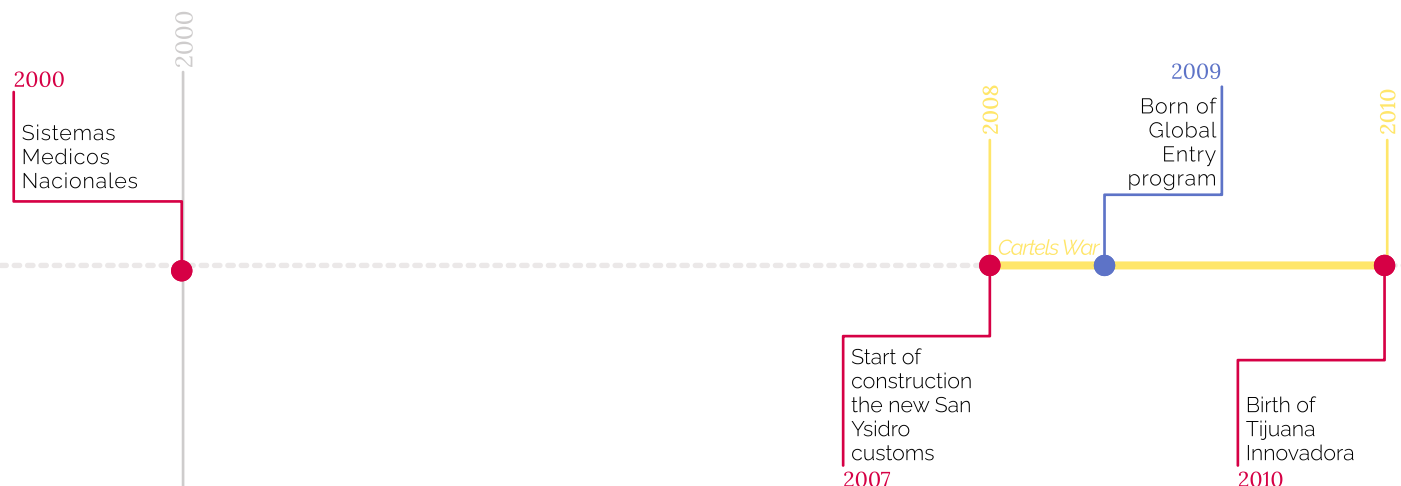 2000
2000
Sistemas
Medicos
Nacionales
2008
Cartels War
2009
Born of
Global
Entry
program
2010
Start of
construction
the new San
Ysidro
customs
2007
Birth of
Tijuana
Innovadora
2010